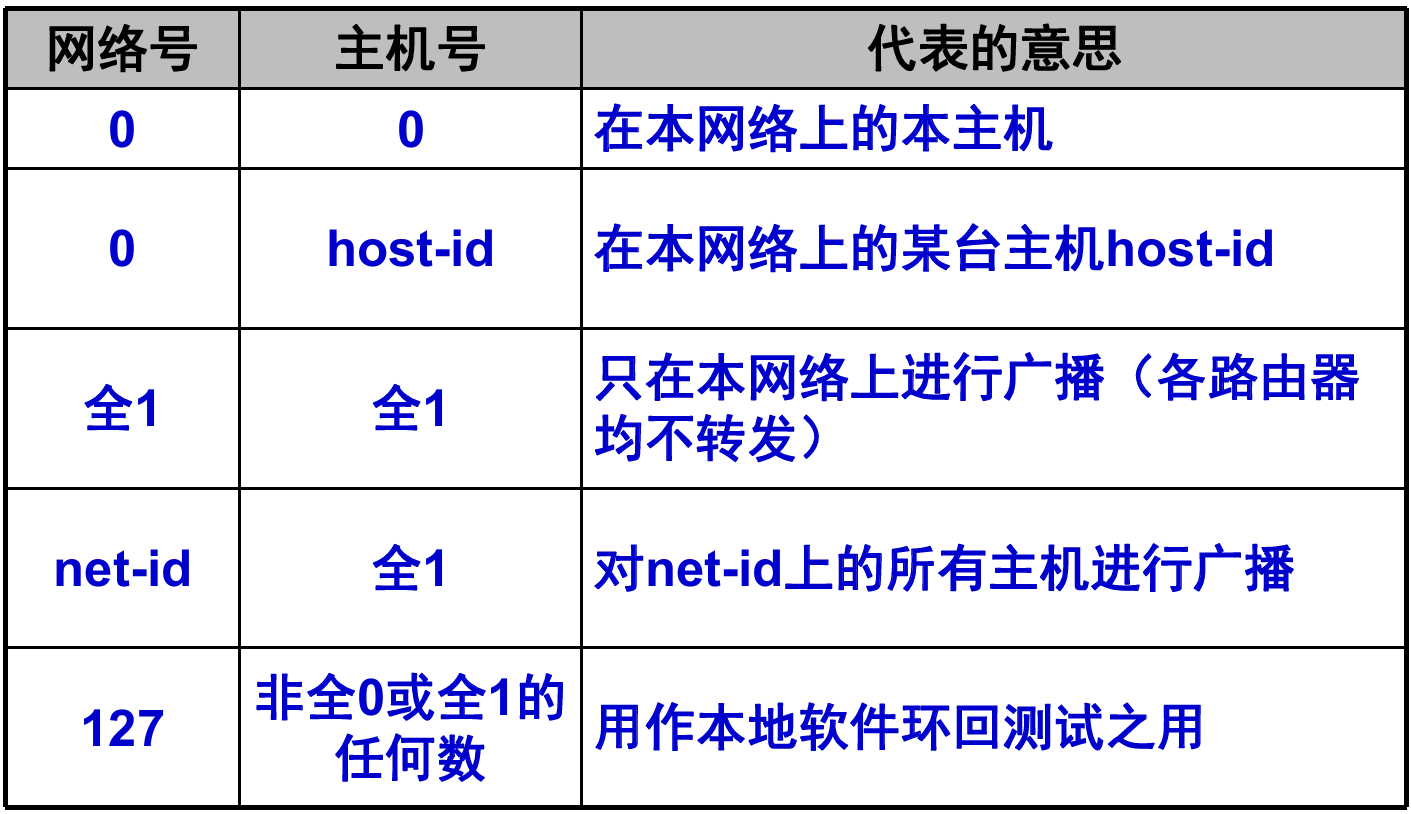 网络号 主机号 代表的意思
0 0 在本网络上的本主机
0 host-id 在本网络上的某台主机host-id
全1 全1 只在本网络上进行广播（各路由器
均不转发）
net-id 全1 对net-id上的所有主机进行广播
127 非全0或全1的
任何数 用作本地软件环回测试之用